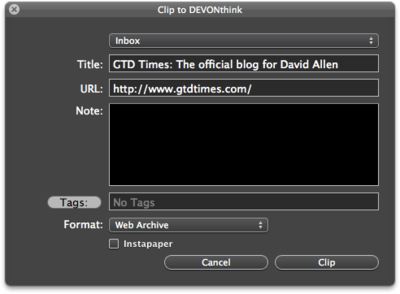 Clip to DEVONthink
Inbox
Title: GTD Times: The official blog for David Allen
URL: http://www.gtdtimes.com/
Note:
Tags: No Tags
Format: Web Archive
Instapaper
Cancel Clip